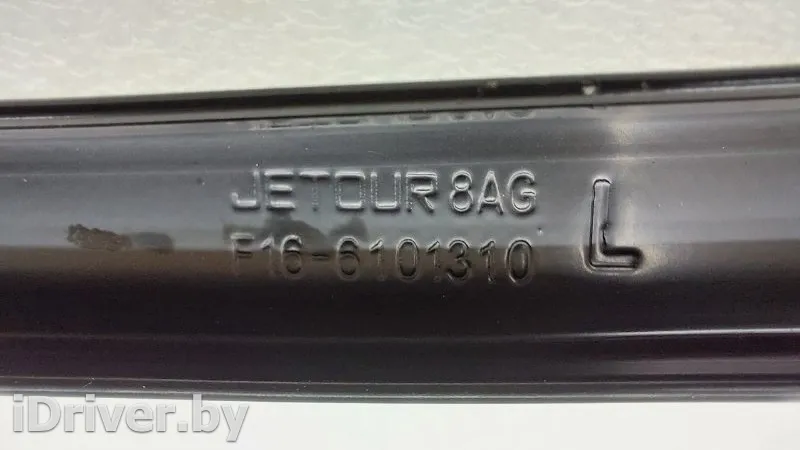 JETOUR 8AG
F16-6101310
L
iDriver.by